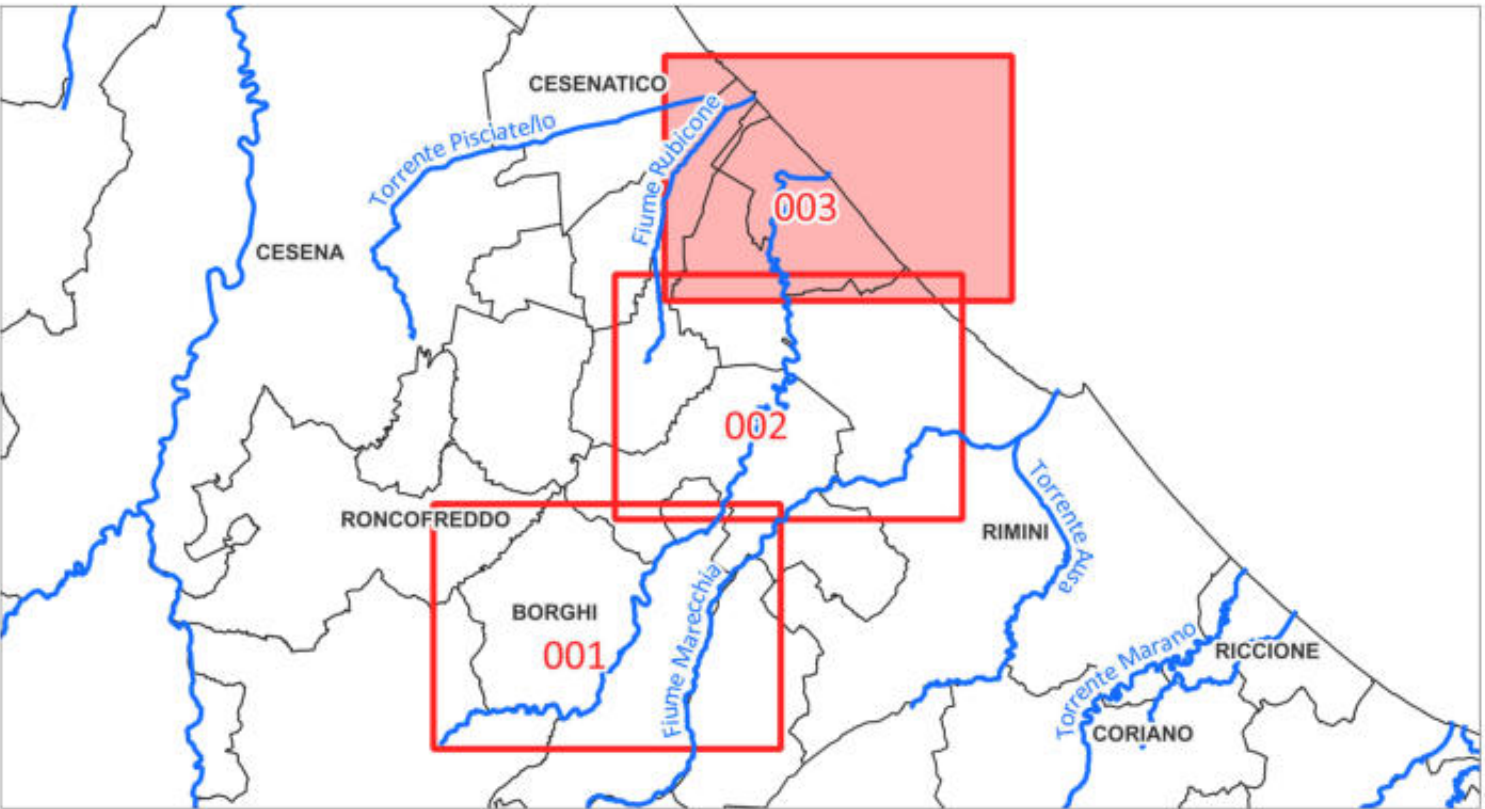 CESENATICO
Torrente Pisciatello
Fiume Rubicone
003
CESENA
002
RONCOFREDDO
RIMINI
Torrente Ausa
BORGHI
001
Fiume Marecchia
Torrente Marano
RICCIONE
CORIANO